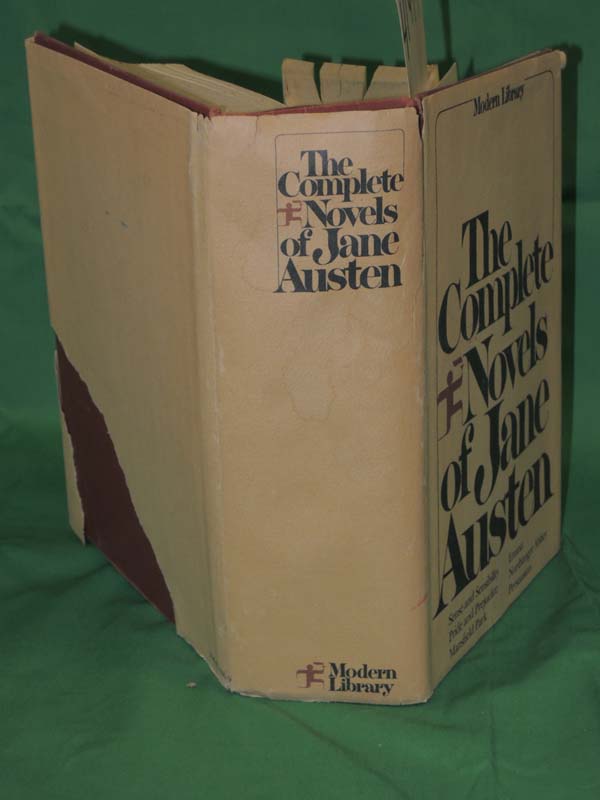 The
Complete
Novels
of Jane
Austen
Modern
Library
Modern Library
The
Complete
Novels
of Jane
Austen
Sense and Sensibility
Pride and Prejudice
Mansfield Park
Emma
Northanger Abbey
Persuasion